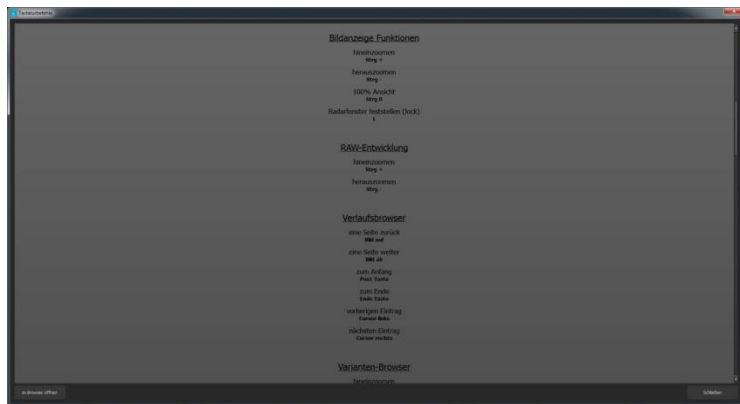 Tastaturbefehle
Bildanzeige Funktionen
hineinzoomen
Strg +
herauszoomen
Strg -
100% Ansicht
Strg 0
Radarfenster feststellen (lock)
RAW-Entwicklung
hineinzoomen
Strg +
herauszoomen
Strg -
Verlaufsbrowser
eine Seite zurück
Bild auf
eine Seite weiter
Bild ab
zum Anfang
Pos1 Taste
zum Ende
Ende Taste
vorherigen Eintrag
Cursor links
nächsten Eintrag
Cursor rechts
Varianten-Browser
hineinzoomen
im Browser öffnen
Schließen